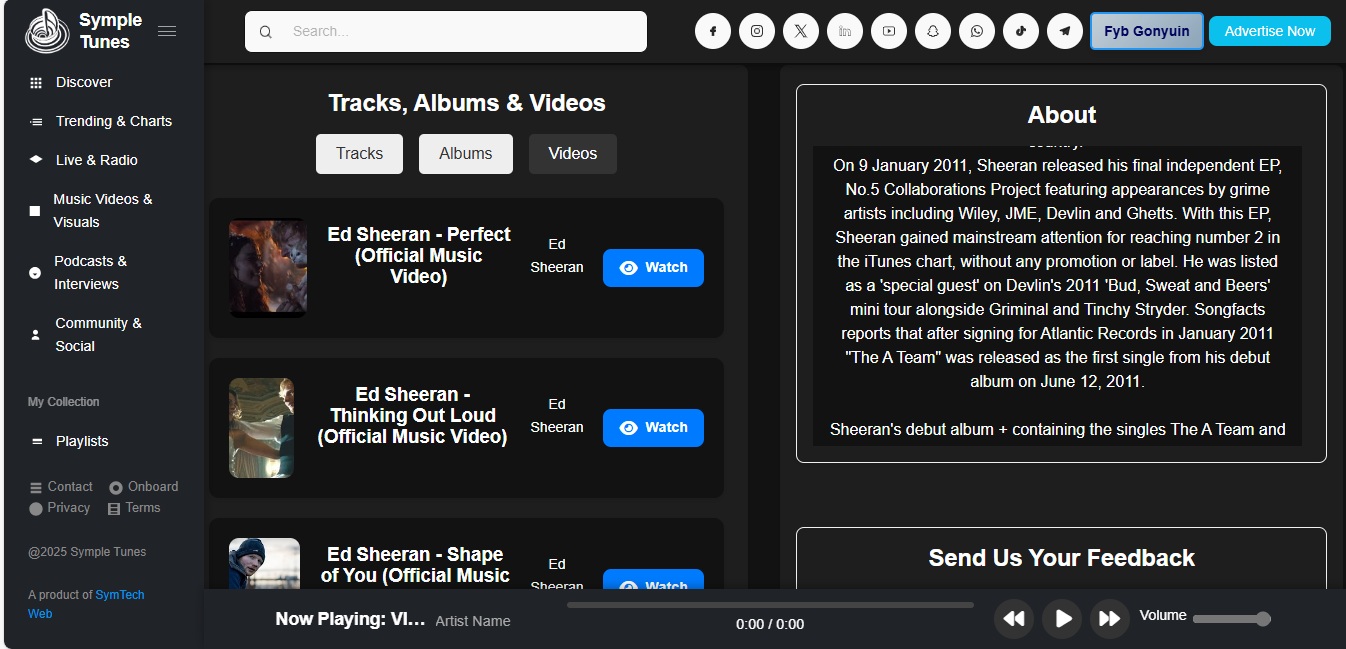 Symple
Tunes
Search...
Fyb Gonyuin
Advertise Now
Discover
Trending & Charts
Live & Radio
Music Videos &
Visuals
Podcasts &
Interviews
Community &
Social
My Collection
Playlists
Contact
Onboard
Privacy
Terms
@2025 Symple Tunes
A product of SymTech
Web
Tracks, Albums & Videos
Tracks
Albums
Videos
Ed Sheeran - Perfect
(Official Music
Video)
Ed
Sheeran
Watch
Ed Sheeran -
Thinking Out Loud
(Official Music Video)
Ed
Sheeran
Watch
Ed Sheeran - Shape
of You (Official Music
Ed
Sheeran
Watch
About
country.
On 9 January 2011, Sheeran released his final independent EP,
No.5 Collaborations Project featuring appearances by grime
artists including Wiley, JME, Devlin and Ghetts. With this EP,
Sheeran gained mainstream attention for reaching number 2 in
the iTunes chart, without any promotion or label. He was listed
as a 'special guest' on Devlin's 2011 'Bud, Sweat and Beers'
mini tour alongside Griminal and Tinchy Stryder. Songfacts
reports that after signing for Atlantic Records in January 2011
"The A Team" was released as the first single from his debut
album on June 12, 2011.
Sheeran's debut album + containing the singles The A Team and
Send Us Your Feedback
Now Playing: VI...
Artist Name
0:00 / 0:00
Volume